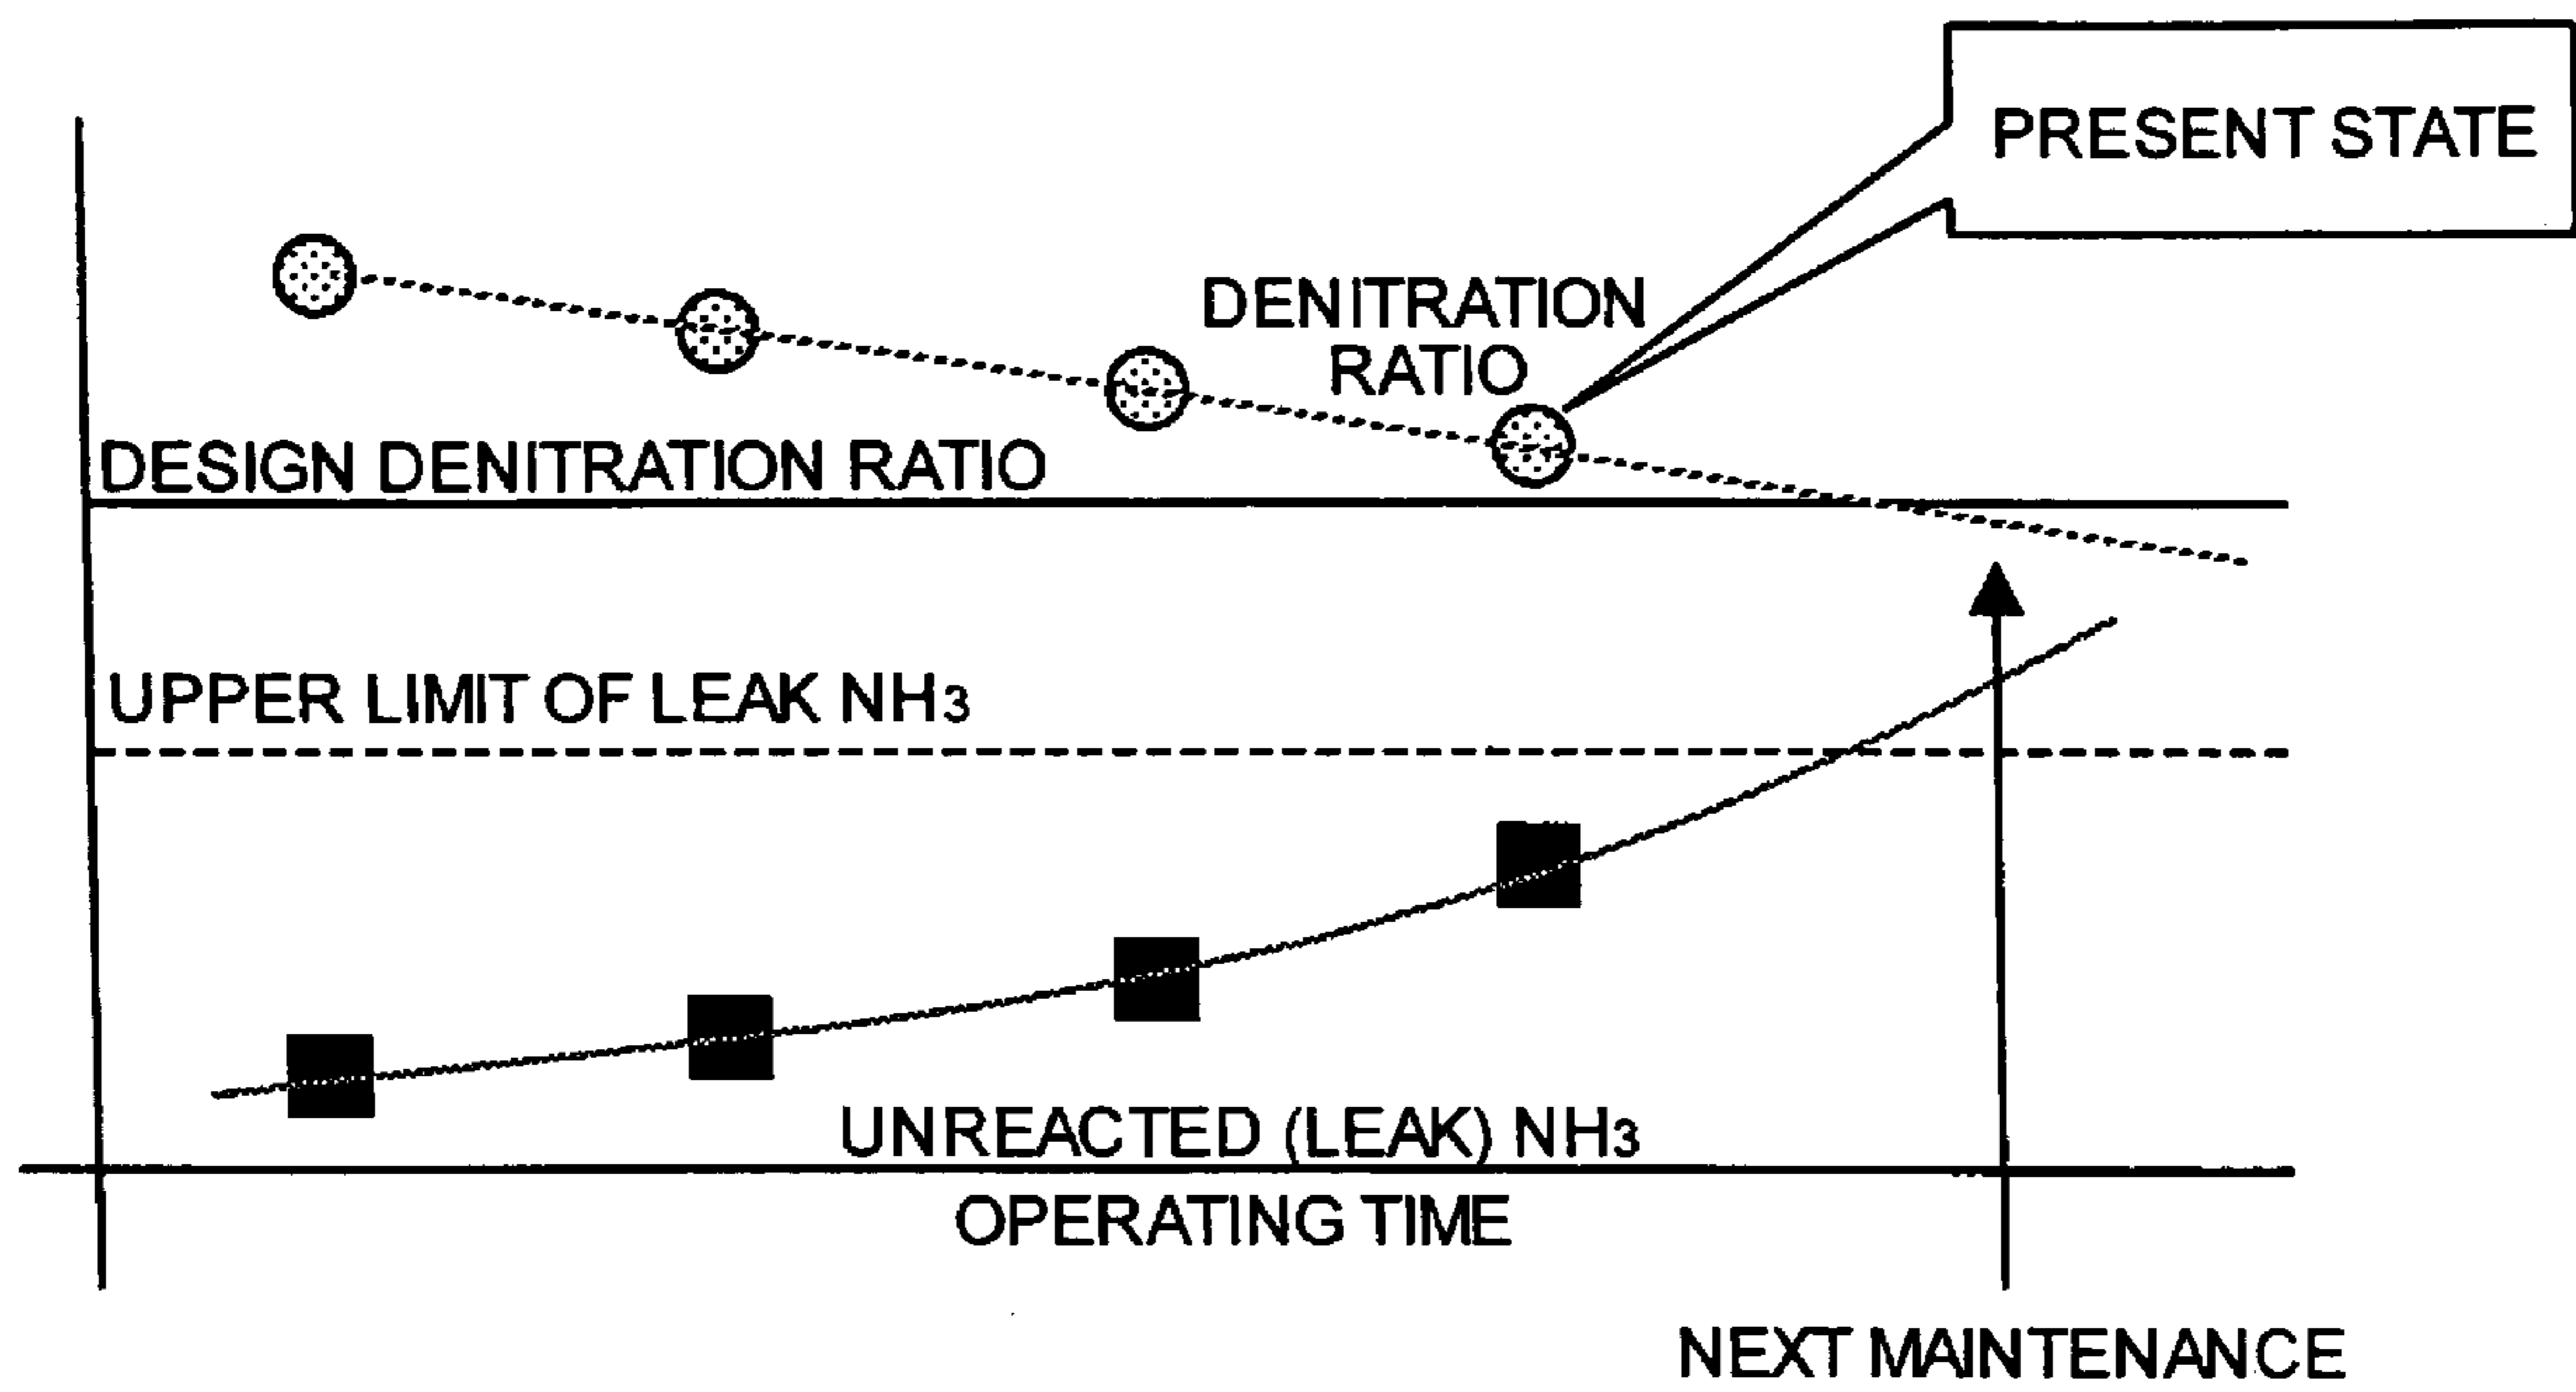 PRESENT STATE
DENITRATION
RATIO
DESIGN DENITRATION RATIO
UPPER LIMIT OF LEAK NH3
UNREACTED (LEAK) NH3
OPERATING TIME
NEXT MAINTENANCE